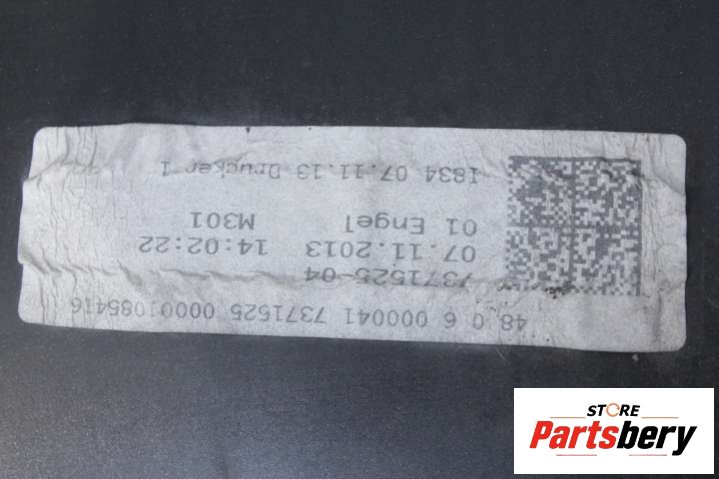 48 0 6 000041 7371525 00001085416
7371525-04
07.11.2013 14:02:22
01 Engel M301
1834 07.11.13 Drucker 1
STORE
Partsbery